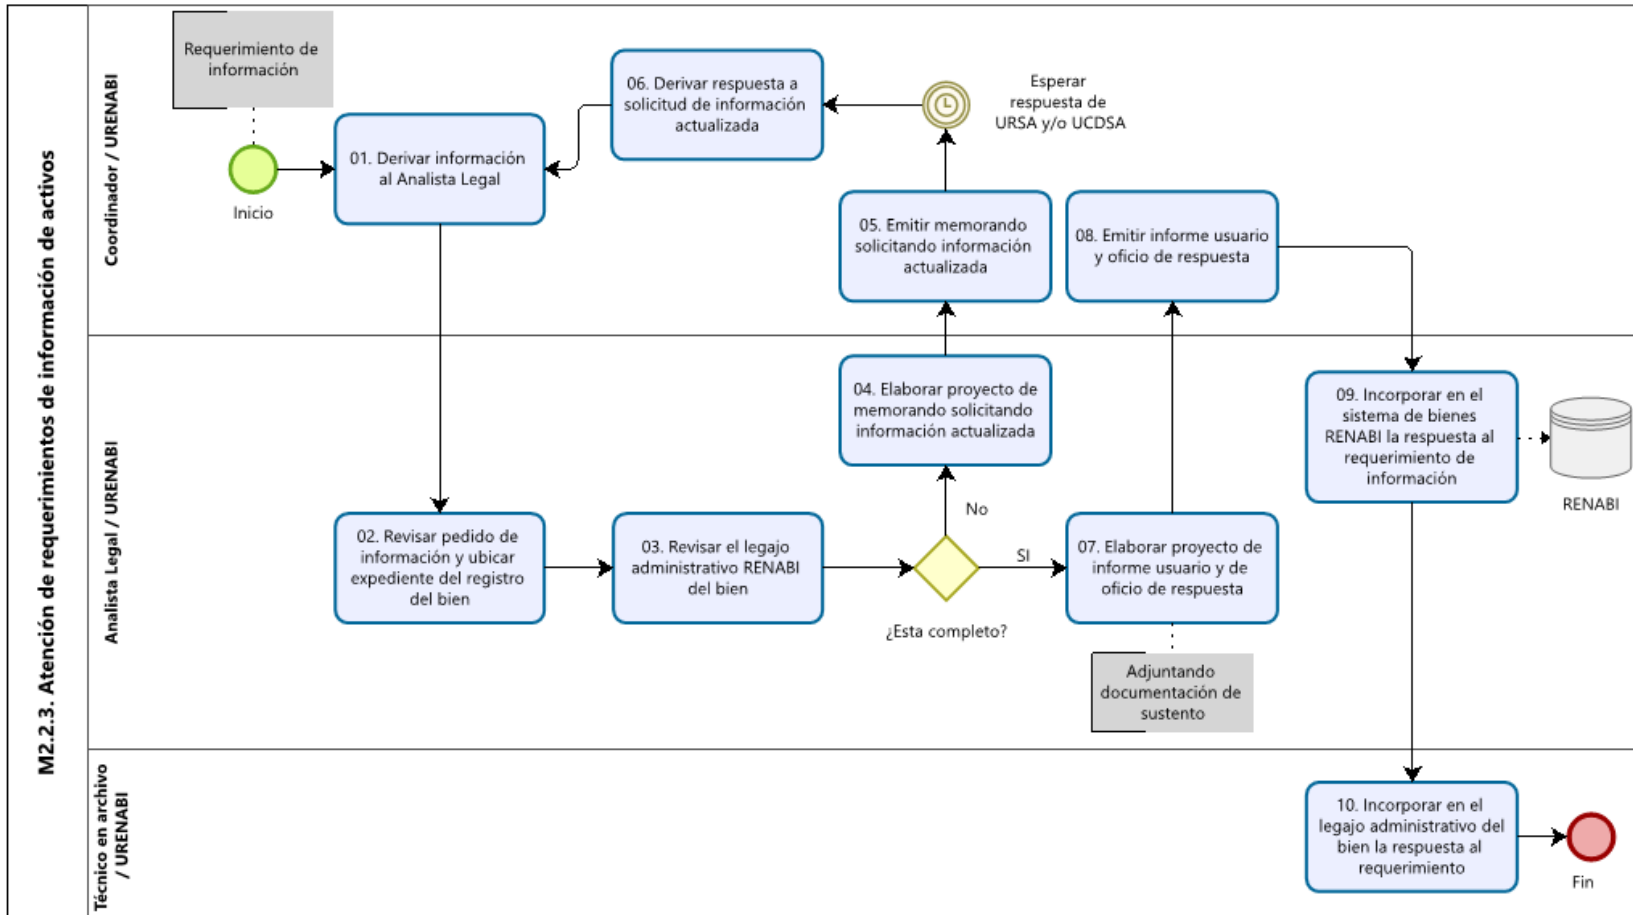 M2.2.3. Atención de requerimientos de información de activos
Coordinador / URENABI
Requerimiento de
información
Inicio
01. Derivar información
al Analista Legal
06. Derivar respuesta a
solicitud de información
actualizada
Esperar
respuesta de
URSA y/o UCDSA
05. Emitir memorando
solicitando información
actualizada
08. Emitir informe usuario
y oficio de respuesta
Analista Legal / URENABI
02. Revisar pedido de
información y ubicar
expediente del registro
del bien
03. Revisar el legajo
administrativo RENABI
del bien
04. Elaborar proyecto de
memorando solicitando
información actualizada
No
SI
¿Esta completo?
07. Elaborar proyecto de
informe usuario y de
oficio de respuesta
Adjuntando
documentación de
sustento
09. Incorporar en el
sistema de bienes
RENABI la respuesta al
requerimiento de
información
RENABI
Técnico en archivo
/ URENABI
10. Incorporar en el
legajo administrativo del
bien la respuesta al
requerimiento
Fin